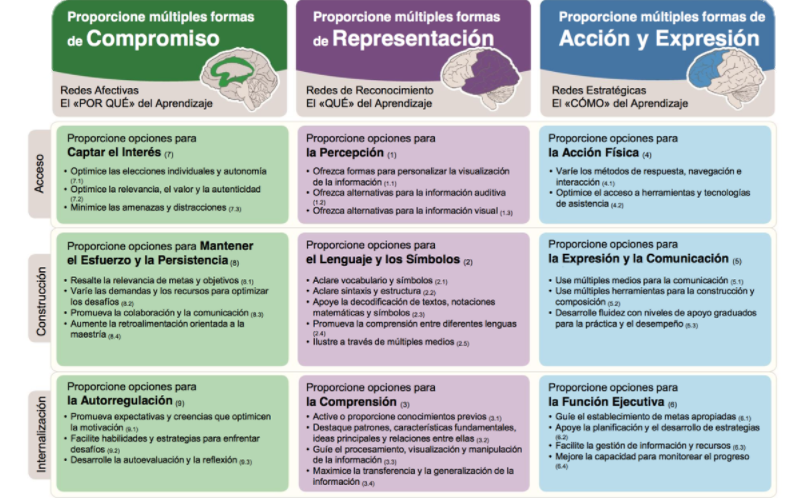 Proporcione múltiples formas
de Compromiso
Redes Afectivas
El «POR QUÉ» del Aprendizaje
Proporcione múltiples formas
de Representación
Redes de Reconocimiento
El «QUÉ» del Aprendizaje
Proporcione múltiples formas de
Acción y Expresión
Redes Estratégicas
El «CÓMO» del Aprendizaje
Acceso
Proporcione opciones para
Captar el Interés (7)
• Optimice las elecciones individuales y autonomía
(7.1)
• Optimice la relevancia, el valor y la autenticidad
(7.2)
• Minimice las amenazas y distracciones (7.3)
Proporcione opciones para
la Percepción (1)
• Ofrezca formas para personalizar la visualización
de la información (1.1)
• Ofrezca alternativas para la información auditiva
(1.2)
• Ofrezca alternativas para la información visual (1.3)
Proporcione opciones para
la Acción Física (4)
• Varíe los métodos de respuesta, navegación e
interacción (4.1)
• Optimice el acceso a herramientas y tecnologías
de asistencia (4.2)
Construcción
Proporcione opciones para Mantener
el Esfuerzo y la Persistencia (8)
• Resalte la relevancia de metas y objetivos (8.1)
• Varíe las demandas y los recursos para optimizar
los desafíos (8.2)
• Promueva la colaboración y la comunicación (8.3)
• Aumente la retroalimentación orientada a la
maestría (8.4)
Proporcione opciones para
el Lenguaje y los Símbolos (2)
• Aclare vocabulario y símbolos (2.1)
• Aclare sintaxis y estructura (2.2)
• Apoye la decodificación de textos, notaciones
matemáticas y símbolos (2.3)
• Promueva la comprensión entre diferentes lenguas
(2.4)
• Ilustre a través de múltiples medios (2.5)
Proporcione opciones para
la Expresión y la Comunicación (5)
• Use múltiples medios para la comunicación (5.1)
• Use múltiples herramientas para la construcción y
composición (5.2)
• Desarrolle fluidez con niveles de apoyo graduados
para la práctica y el desempeño (5.3)
Internalización
Proporcione opciones para
la Autorregulación (9)
• Promueva expectativas y creencias que optimicen
la motivación (9.1)
• Facilite habilidades y estrategias para enfrentar
desafíos (9.2)
• Desarrolle la autoevaluación y la reflexión (9.3)
Proporcione opciones para
la Comprensión (3)
• Active o proporcione conocimientos previos (3.1)
• Destaque patrones, características fundamentales,
ideas principales y relaciones entre ellas (3.2)
• Guíe el procesamiento, visualización y manipulación
de la información (3.3)
• Maximice la transferencia y la generalización de la
información (3.4)
Proporcione opciones para
la Función Ejecutiva (6)
• Guíe el establecimiento de metas apropiadas (6.1)
• Apoye la planificación y el desarrollo de estrategias
(6.2)
• Facilite la gestión de información y recursos (6.3)
• Mejore la capacidad para monitorear el progreso
(6.4)